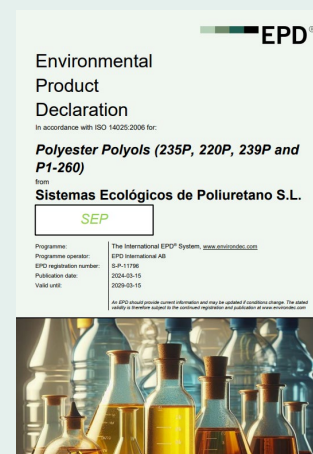 EPD®
Environmental
Product
Declaration
In accordance with ISO 14025:2006 for:
Polyester Polyols (235P, 220P, 239P and
P1-260)
from
Sistemas Ecológicos de Poliuretano S.L.
SEP
Programme: The International EPD® System, www.environdec.com
Programme operator: EPD International AB
EPD registration number: S-P-11796
Publication date: 2024-03-15
Valid until: 2029-03-15
An EPD should provide current information and may be updated if conditions change. The stated
validity is therefore subject to the continued registration and publication at www.environdec.com